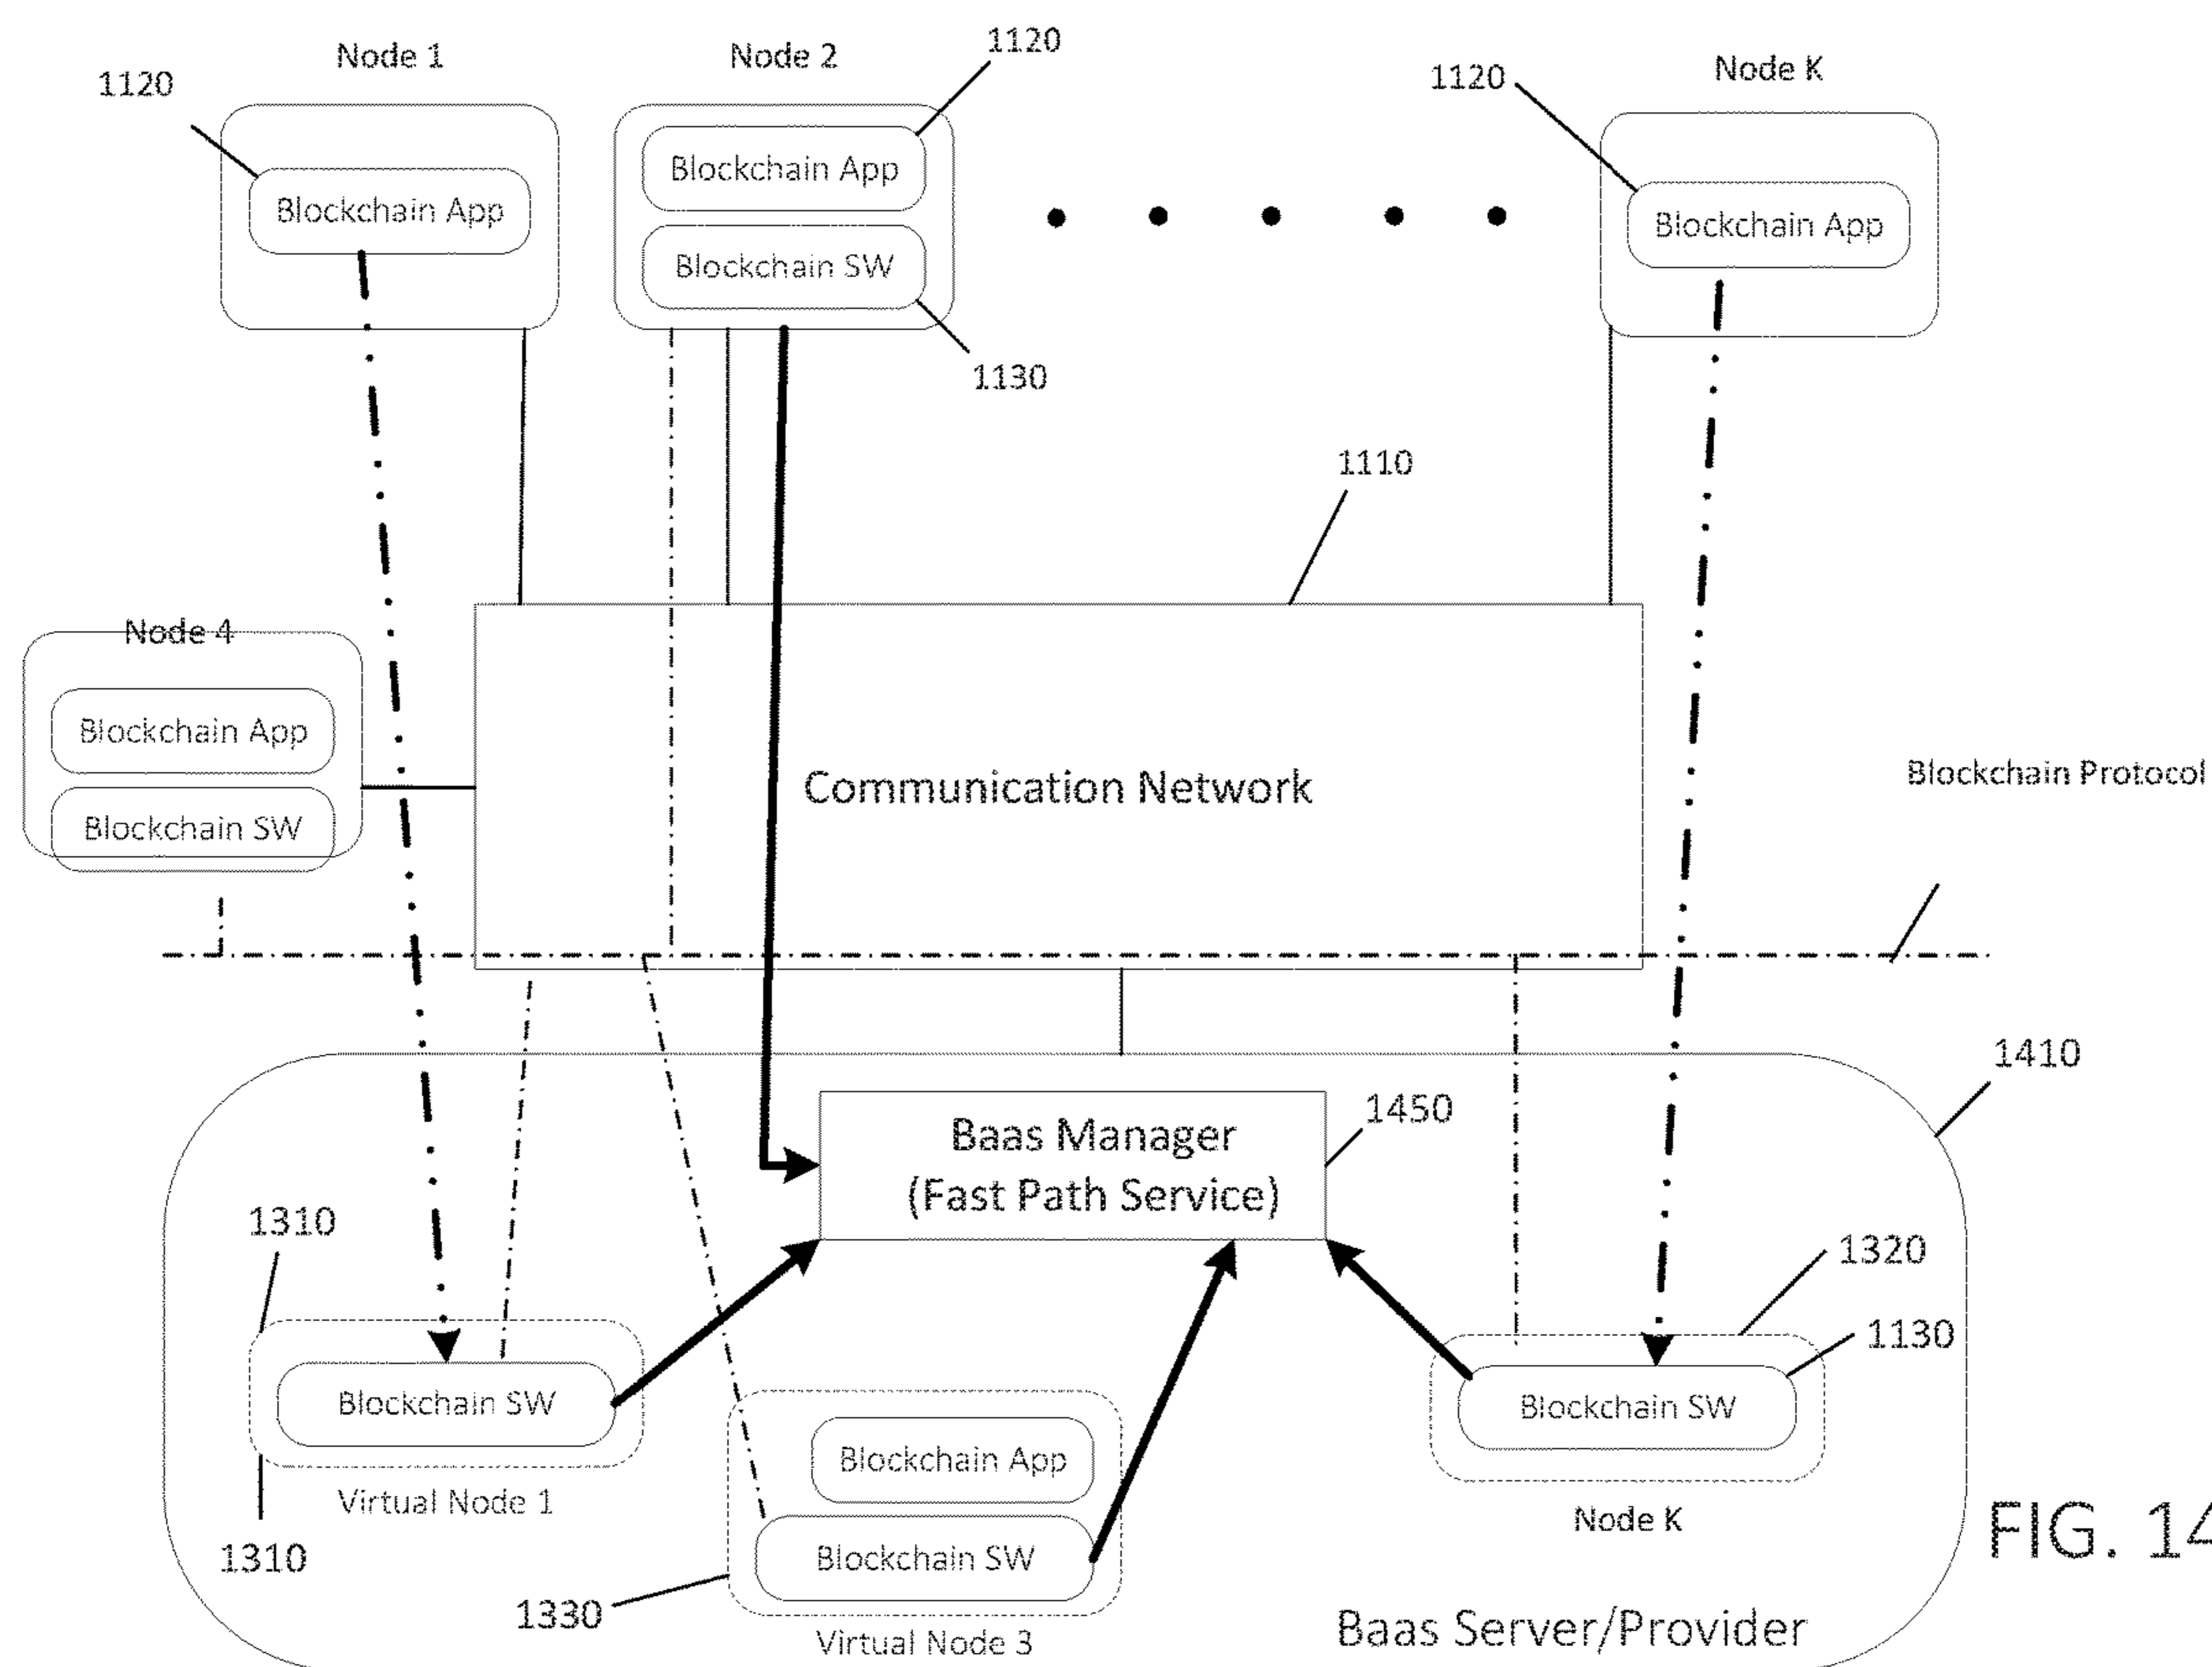 Node 1
Node 2
1120
Node K
1120
1120
Blockchain App
Blockchain App
Blockchain App
Blockchain SW
1130
1110
Node 4
Blockchain App
Blockchain SW
Communication Network
Blockchain Protocol
1410
Baas Manager
(Fast Path Service)
1450
1310
1320
1130
Blockchain SW
Blockchain SW
Blockchain App
Virtual Node 1
Node K
1310
Blockchain SW
1330
Virtual Node 3
Baas Server/Provider
FIG. 14